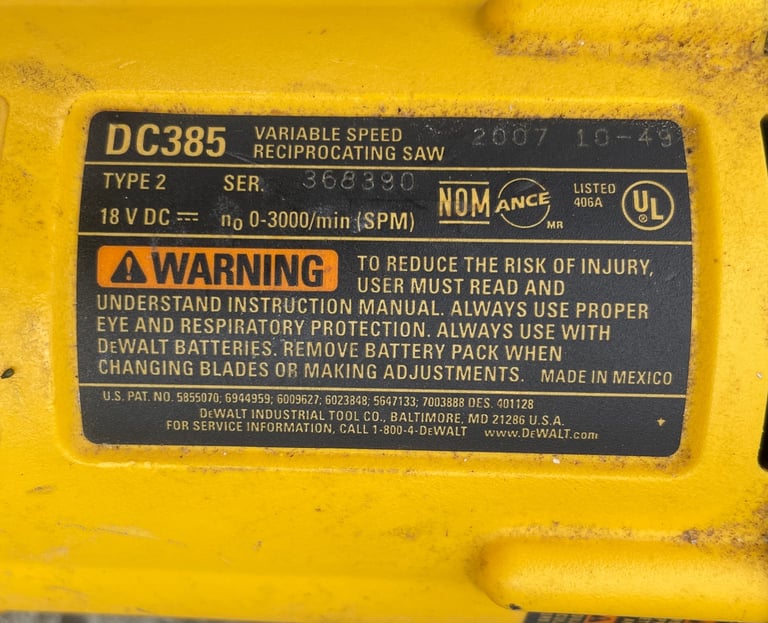 DC385 VARIABLE SPEED RECIPROCATING SAW 2007 10-49
TYPE 2 SER. 368390 NOM ANCE MR LISTED 406A UL
18 V DC ⎓ n₀ 0-3000/min (SPM)
⚠WARNING TO REDUCE THE RISK OF INJURY,
USER MUST READ AND
UNDERSTAND INSTRUCTION MANUAL. ALWAYS USE PROPER
EYE AND RESPIRATORY PROTECTION. ALWAYS USE WITH
DEWALT BATTERIES. REMOVE BATTERY PACK WHEN
CHANGING BLADES OR MAKING ADJUSTMENTS. MADE IN MEXICO
U.S. PAT. NO. 5855070; 6944959; 6009627; 6023848; 5647133; 7003888 DES. 401128
DEWALT INDUSTRIAL TOOL CO., BALTIMORE, MD 21286 U.S.A.
FOR SERVICE INFORMATION, CALL 1-800-4-DEWALT www.DEWALT.com